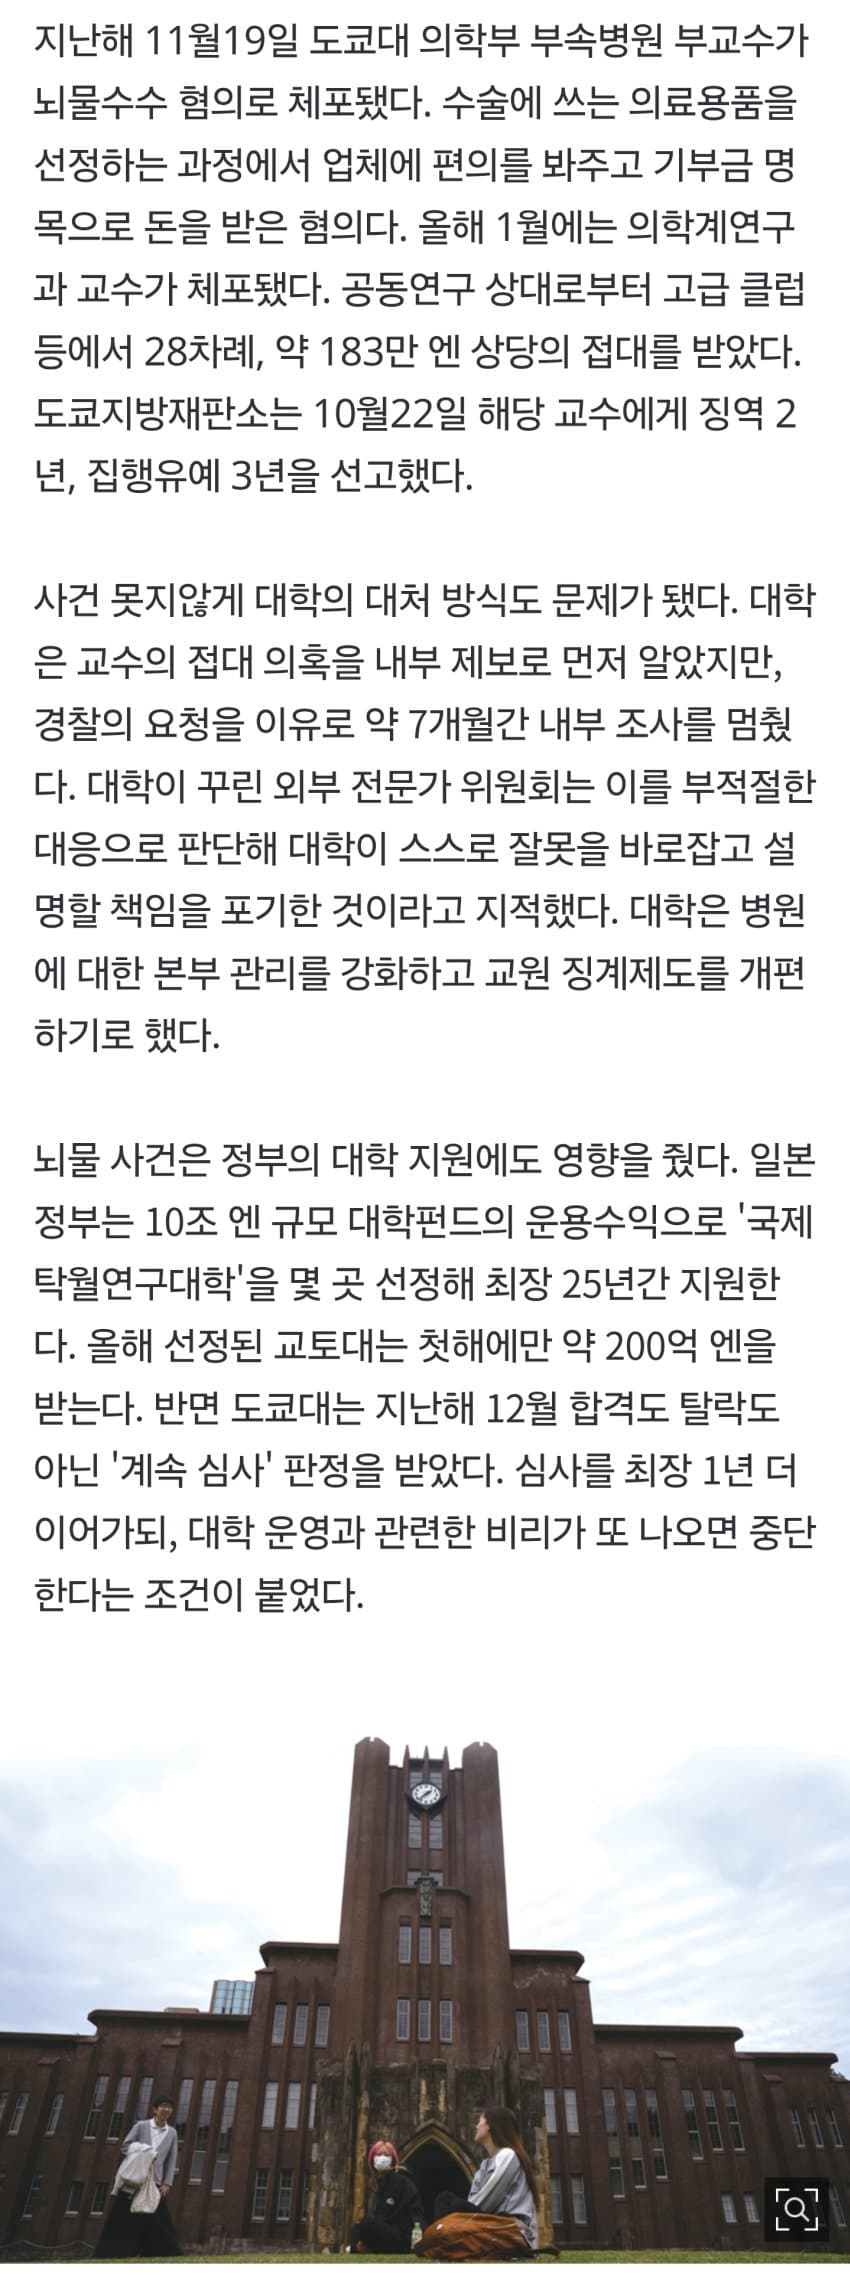 지난해 11월19일 도쿄대 의학부 부속병원 부교수가
뇌물수수 혐의로 체포됐다. 수술에 쓰는 의료용품을
선정하는 과정에서 업체에 편의를 봐주고 기부금 명
목으로 돈을 받은 혐의다. 올해 1월에는 의학계연구
과 교수가 체포됐다. 공동연구 상대로부터 고급 클럽
등에서 28차례, 약 183만 엔 상당의 접대를 받았다.
도쿄지방재판소는 10월22일 해당 교수에게 징역 2
년, 집행유예 3년을 선고했다.
사건 못지않게 대학의 대처 방식도 문제가 됐다. 대학
은 교수의 접대 의혹을 내부 제보로 먼저 알았지만,
경찰의 요청을 이유로 약 7개월간 내부 조사를 멈췄
다. 대학이 꾸린 외부 전문가 위원회는 이를 부적절한
대응으로 판단해 대학이 스스로 잘못을 바로잡고 설
명할 책임을 포기한 것이라고 지적했다. 대학은 병원
에 대한 본부 관리를 강화하고 교원 징계제도를 개편
하기로 했다.
뇌물 사건은 정부의 대학 지원에도 영향을 줬다. 일본
정부는 10조 엔 규모 대학펀드의 운용수익으로 '국제
탁월연구대학'을 몇 곳 선정해 최장 25년간 지원한
다. 올해 선정된 교토대는 첫해에만 약 200억 엔을
받는다. 반면 도쿄대는 지난해 12월 합격도 탈락도
아닌 '계속 심사' 판정을 받았다. 심사를 최장 1년 더
이어가되, 대학 운영과 관련한 비리가 또 나오면 중단
한다는 조건이 붙었다.